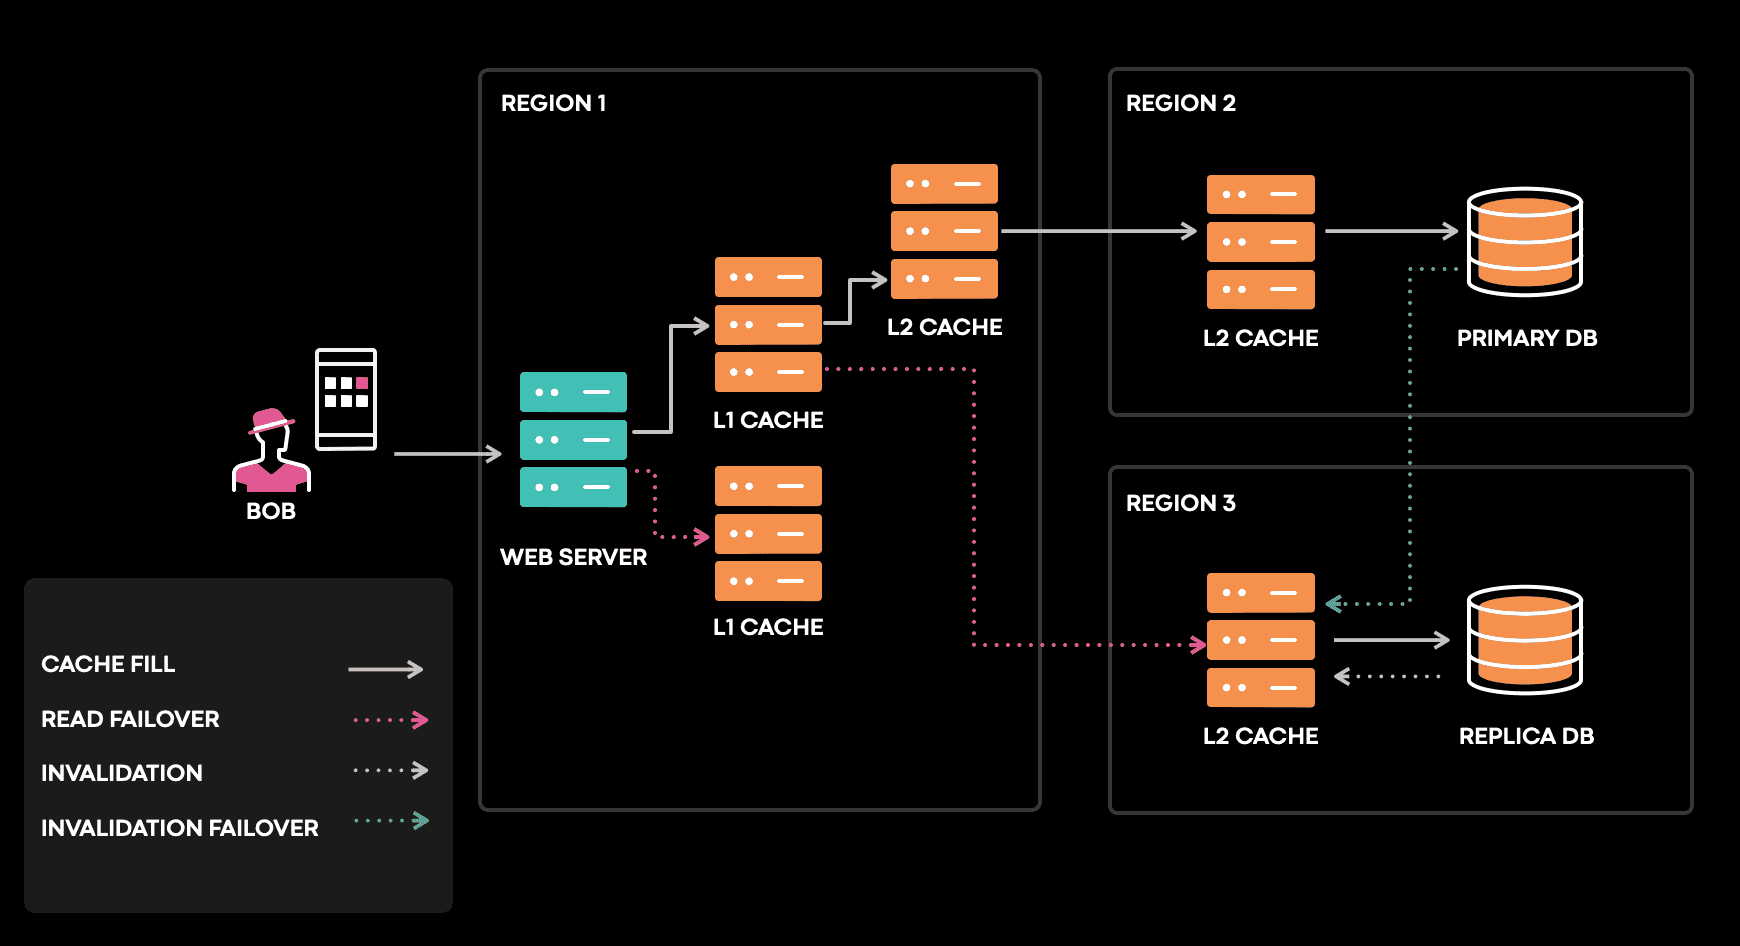 REGION 1
REGION 2
L2 CACHE
L2 CACHE
PRIMARY DB
L1 CACHE
BOB
WEB SERVER
L1 CACHE
REGION 3
L2 CACHE
REPLICA DB
CACHE FILL
READ FAILOVER
INVALIDATION
INVALIDATION FAILOVER